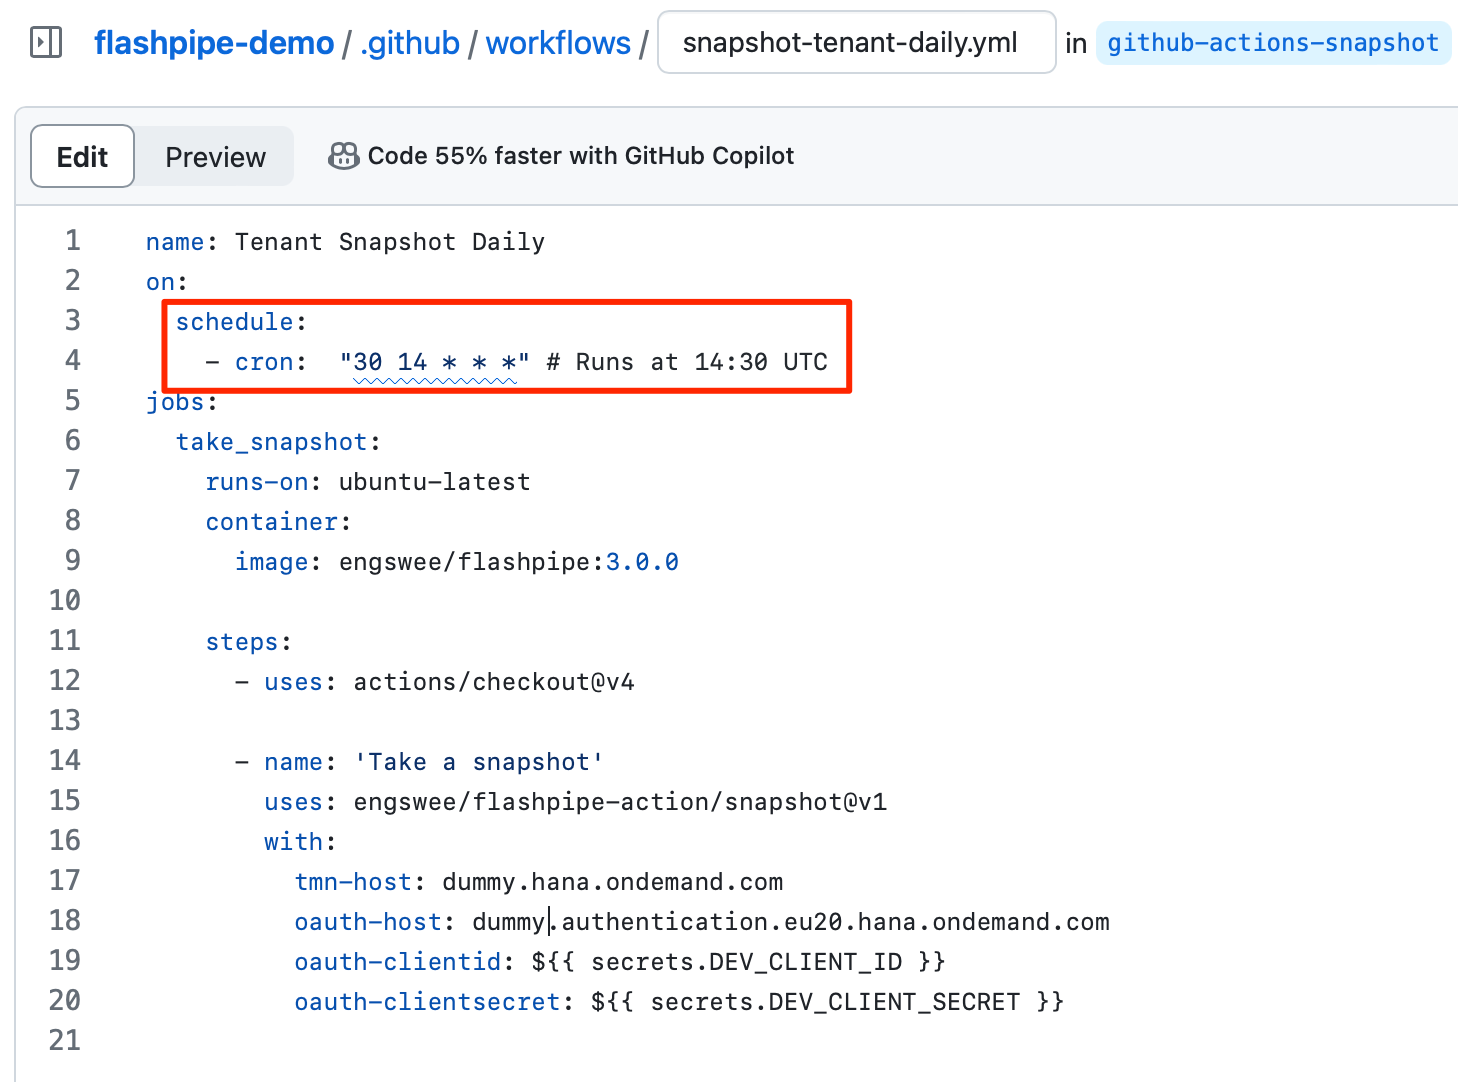 flashpipe-demo / .github / workflows / snapshot-tenant-daily.yml in github-actions-snapshot
Edit Preview Code 55% faster with GitHub Copilot
1 name: Tenant Snapshot Daily
2 on:
3 schedule:
4 - cron: "30 14 * * *" # Runs at 14:30 UTC
5 jobs:
6 take_snapshot:
7 runs-on: ubuntu-latest
8 container:
9 image: engswee/flashpipe:3.0.0
10
11 steps:
12 - uses: actions/checkout@v4
13
14 - name: 'Take a snapshot'
15 uses: engswee/flashpipe-action/snapshot@v1
16 with:
17 tmn-host: dummy.hana.ondemand.com
18 oauth-host: dummy.authentication.eu20.hana.ondemand.com
19 oauth-clientid: ${{ secrets.DEV_CLIENT_ID }}
20 oauth-clientsecret: ${{ secrets.DEV_CLIENT_SECRET }}
21